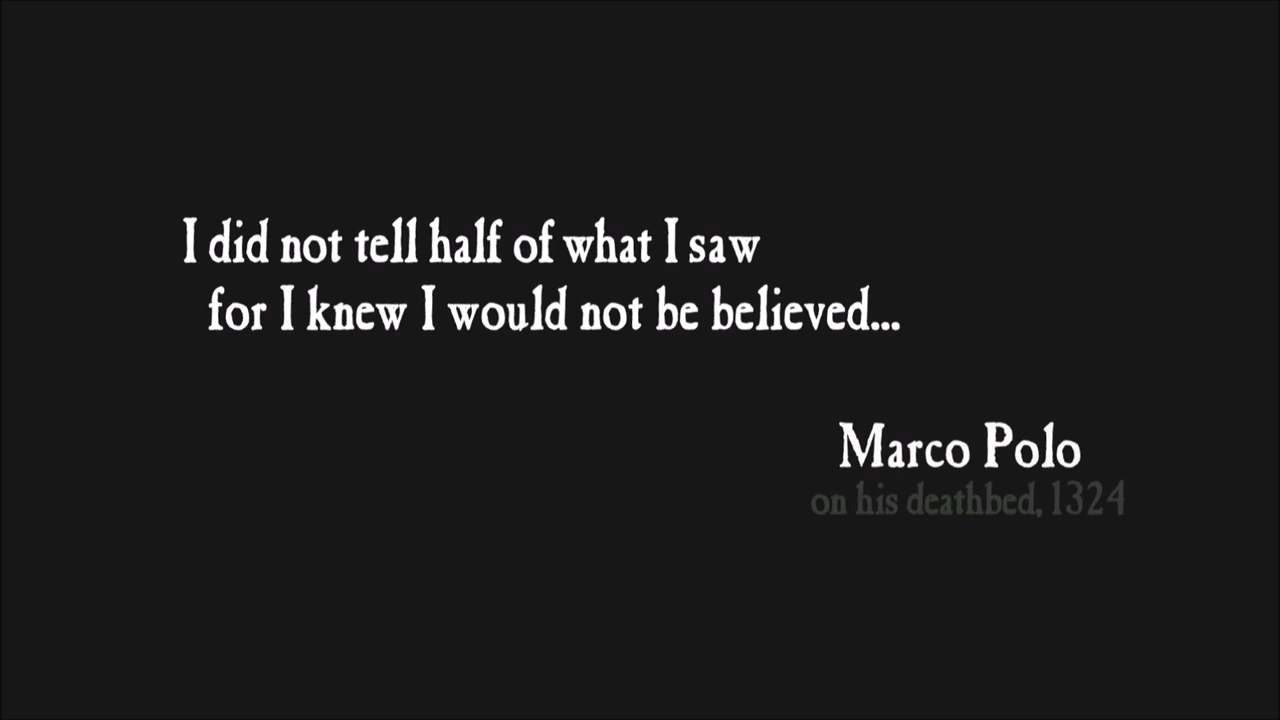 I did not tell half of what I saw
for I knew I would not be believed...
Marco Polo
on his deathbed, 1324